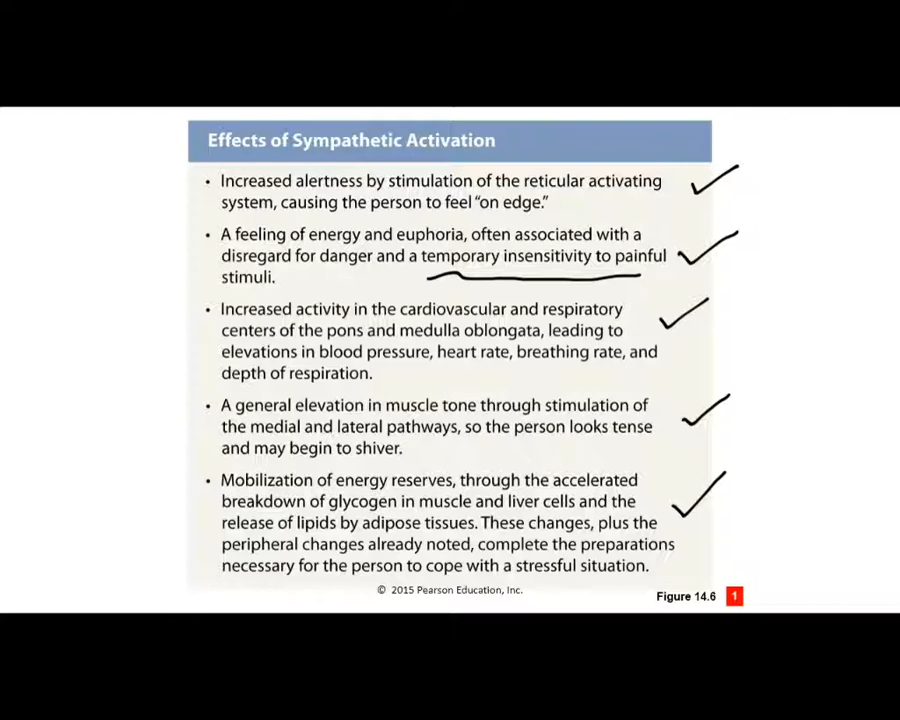 Effects of Sympathetic Activation
• Increased alertness by stimulation of the reticular activating
system, causing the person to feel “on edge.”
• A feeling of energy and euphoria, often associated with a
disregard for danger and a temporary insensitivity to painful
stimuli.
• Increased activity in the cardiovascular and respiratory
centers of the pons and medulla oblongata, leading to
elevations in blood pressure, heart rate, breathing rate, and
depth of respiration.
• A general elevation in muscle tone through stimulation of
the medial and lateral pathways, so the person looks tense
and may begin to shiver.
• Mobilization of energy reserves, through the accelerated
breakdown of glycogen in muscle and liver cells and the
release of lipids by adipose tissues. These changes, plus the
peripheral changes already noted, complete the preparations
necessary for the person to cope with a stressful situation.
© 2015 Pearson Education, Inc.
Figure 14.6 1